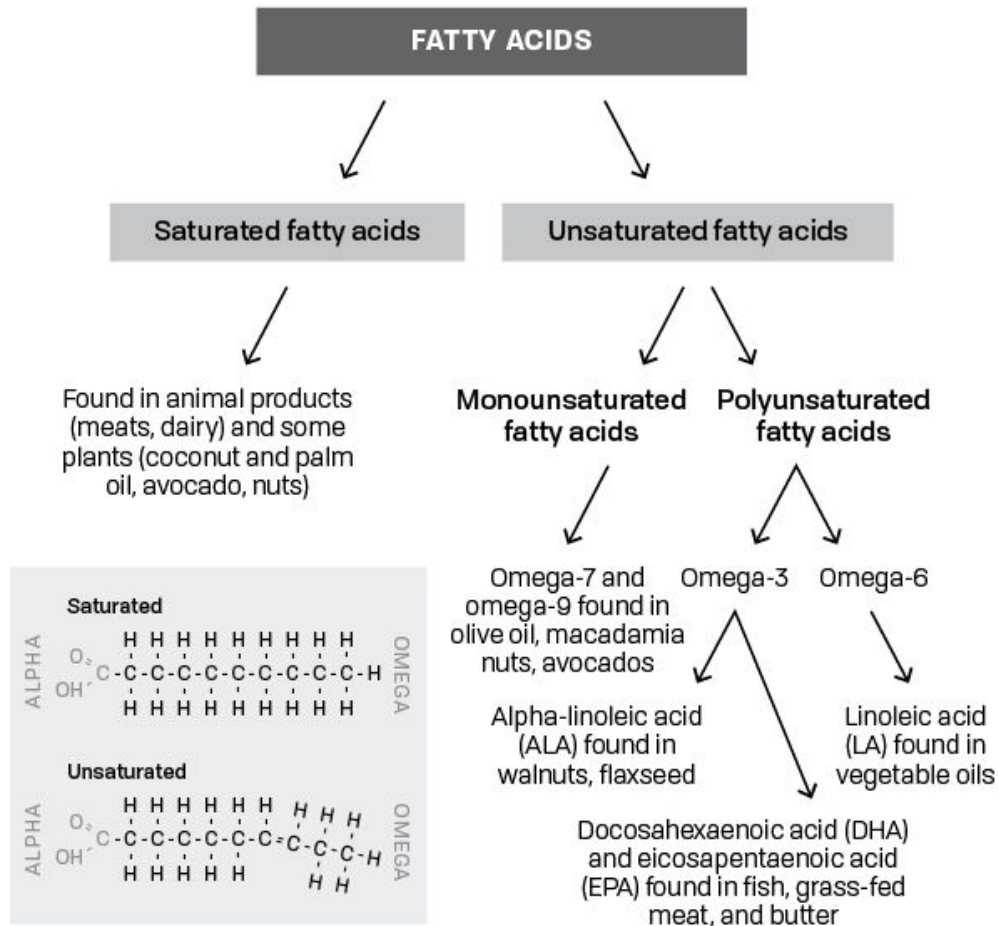 FATTY ACIDS
Saturated fatty acids
Unsaturated fatty acids
Found in animal products
(meats, dairy) and some
plants (coconut and palm
oil, avocado, nuts)
Monounsaturated
fatty acids
Polyunsaturated
fatty acids
Omega-7 and
omega-9 found in
olive oil, macadamia
nuts, avocados
Omega-3
Omega-6
Alpha-linoleic acid
(ALA) found in
walnuts, flaxseed
Linoleic acid
(LA) found in
vegetable oils
Docosahexaenoic acid (DHA)
and eicosapentaenoic acid
(EPA) found in fish, grass-fed
meat, and butter
Saturated
ALPHA
H H H H H H H H H
O
C-C-C-C-C-C-C-C-C-C-H
OH
H H H H H H H H H
OMEGA
Unsaturated
ALPHA
H H H H H H H H H
O
C-C-C-C-C-C-C=C-C-C-H
OH
H H H H H H H
OMEGA